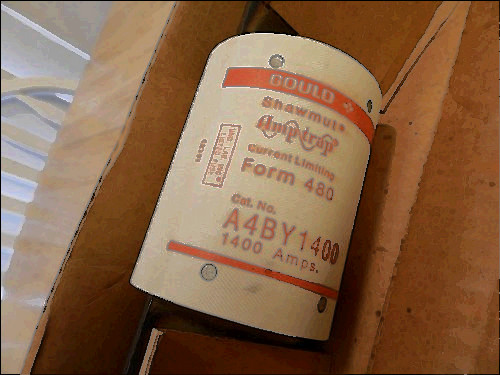 GOULD
Shawmut®
Amp-trap®
Current Limiting
Form 480
Cat. No.
A4BY1400
1400 Amps.